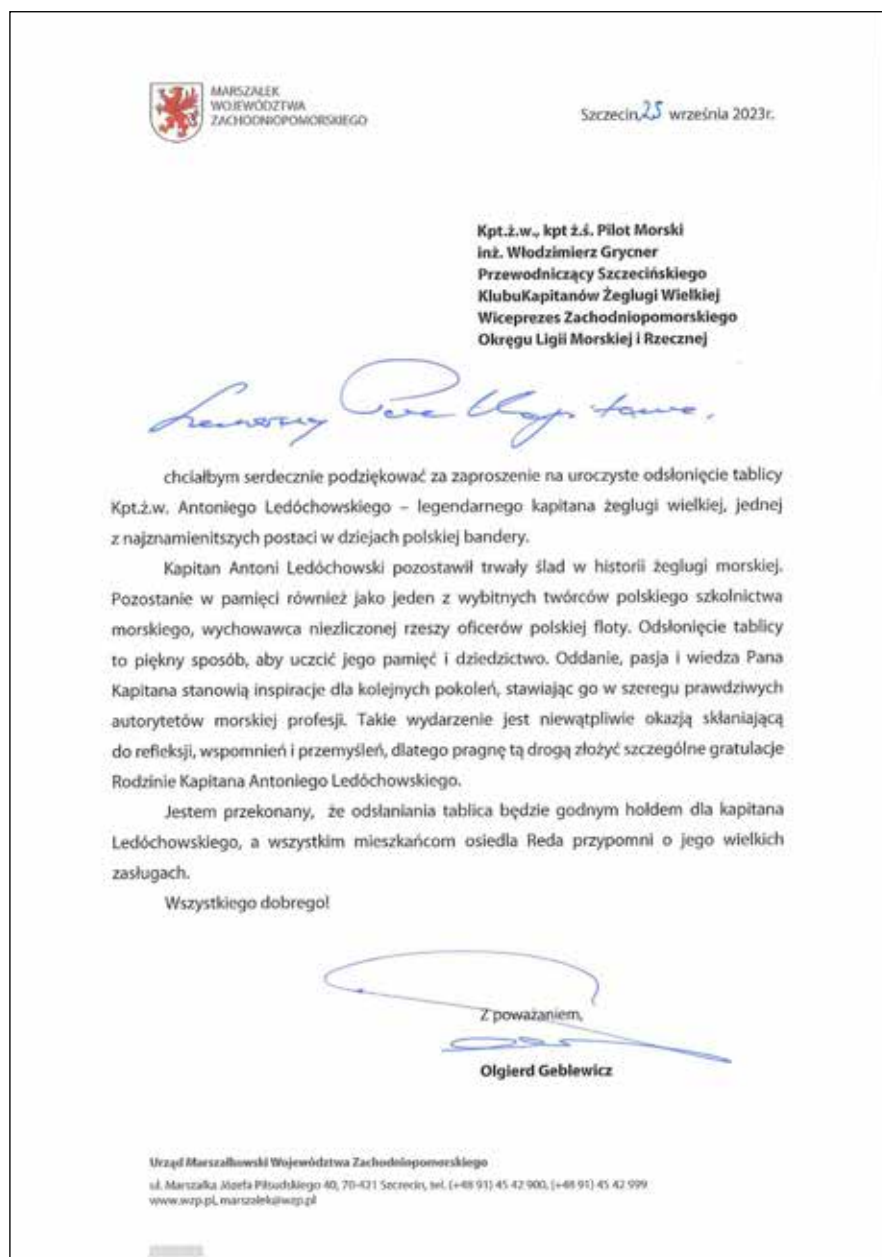 MARSZAŁEK
WOJEWÓDZTWA
ZACHODNIOPOMORSKIEGO
Szczecin, 25 września 2023r.
Kpt.ż.w., kpt ż.ś. Pilot Morski
inż. Włodzimierz Grycner
Przewodniczący Szczecińskiego
KlubuKapitanów Żeglugi Wielkiej
Wiceprezes Zachodniopomorskiego
Okręgu Ligii Morskiej i Rzecznej
Szanowny Panie Kapitanie,
chciałbym serdecznie podziękować za zaproszenie na uroczyste odsłonięcie tablicy
Kpt.ż.w. Antoniego Ledóchowskiego – legendarnego kapitana żeglugi wielkiej, jednej
z najznamienitszych postaci w dziejach polskiej bandery.
Kapitan Antoni Ledóchowski pozostawił trwały ślad w historii żeglugi morskiej.
Pozostanie w pamięci również jako jeden z wybitnych twórców polskiego szkolnictwa
morskiego, wychowawca niezliczonej rzeszy oficerów polskiej floty. Odsłonięcie tablicy
to piękny sposób, aby uczcić jego pamięć i dziedzictwo. Oddanie, pasja i wiedza Pana
Kapitana stanowią inspiracje dla kolejnych pokoleń, stawiając go w szeregu prawdziwych
autorytetów morskiej profesji. Takie wydarzenie jest niewątpliwie okazją skłaniającą
do refleksji, wspomnień i przemyśleń, dlatego pragnę tą drogą złożyć szczególne gratulacje
Rodzinie Kapitana Antoniego Ledóchowskiego.
Jestem przekonany, że odsłaniania tablica będzie godnym hołdem dla kapitana
Ledóchowskiego, a wszystkim mieszkańcom osiedla Reda przypomni o jego wielkich
zasługach.
Wszystkiego dobrego!
Z poważaniem,
Olgierd Geblewicz
Urząd Marszałkowski Województwa Zachodniopomorskiego
ul. Marszałka Józefa Piłsudskiego 40, 70-421 Szczecin, tel. (+48 91) 45 42 900, (+48 91) 45 42 999
www.wzp.pl, marszalek@wzp.pl